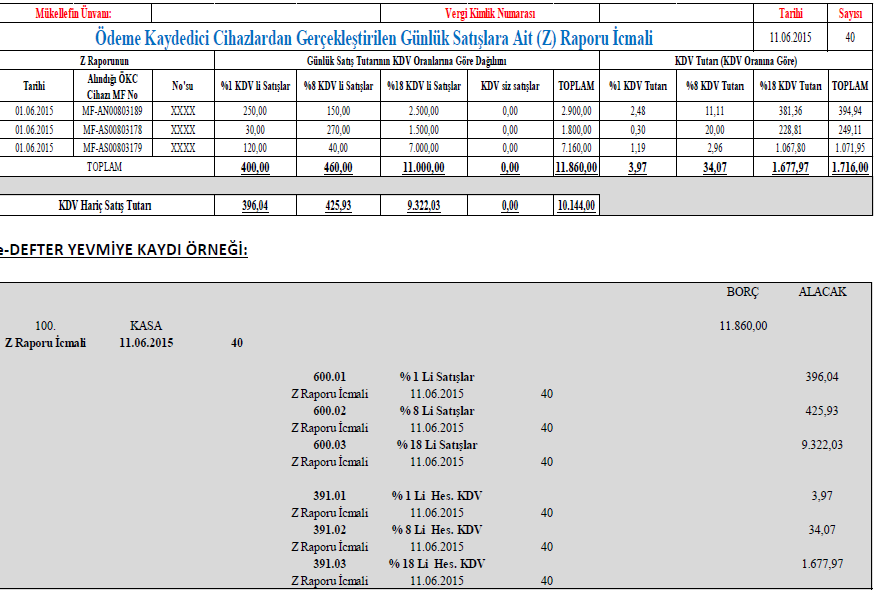 Mükellefin Ünvanı: Vergi Kimlik Numarası Tarihi Sayısı
Ödeme Kaydedici Cihazlardan Gerçekleştirilen Günlük Satışlara Ait (Z) Raporu İcmali 11.06.2015 40
Z Raporunun Günlük Satış Tutarının KDV Oranlarına Göre Dağılımı KDV Tutarı (KDV Oranına Göre)
Tarihi Alındığı ÖKC Cihazı MF No No'su %1 KDV li Satışlar %8 KDV li Satışlar %18 KDV li Satışlar KDV siz satışlar TOPLAM %1 KDV Tutarı %8 KDV Tutarı %18 KDV Tutarı TOPLAM
01.06.2015 MF-AN00803189 XXXX 250,00 150,00 2.500,00 0,00 2.900,00 2,48 11,11 381,36 394,94
01.06.2015 MF-AS00803178 XXXX 30,00 270,00 1.500,00 0,00 1.800,00 0,30 20,00 228,81 249,11
01.06.2015 MF-AS00803179 XXXX 120,00 40,00 7.000,00 0,00 7.160,00 1,19 2,96 1.067,80 1.071,95
TOPLAM 400,00 460,00 11.000,00 0,00 11.860,00 3,97 34,07 1.677,97 1.716,00
KDV Hariç Satış Tutarı 396,04 425,93 9.322,03 0,00 10.144,00
e-DEFTER YEVMİYE KAYDI ÖRNEĞİ:
BORÇ ALACAK
100. KASA 11.860,00
Z Raporu İcmali 11.06.2015 40
600.01 %1 Li Satışlar 396,04
Z Raporu İcmali 11.06.2015 40
600.02 %8 Li Satışlar 425,93
Z Raporu İcmali 11.06.2015 40
600.03 %18 Li Satışlar 9.322,03
Z Raporu İcmali 11.06.2015 40
391.01 %1 Li Hes. KDV 3,97
Z Raporu İcmali 11.06.2015 40
391.02 %8 Li Hes. KDV 34,07
Z Raporu İcmali 11.06.2015 40
391.03 %18 Li Hes. KDV 1.677,97
Z Raporu İcmali 11.06.2015 40